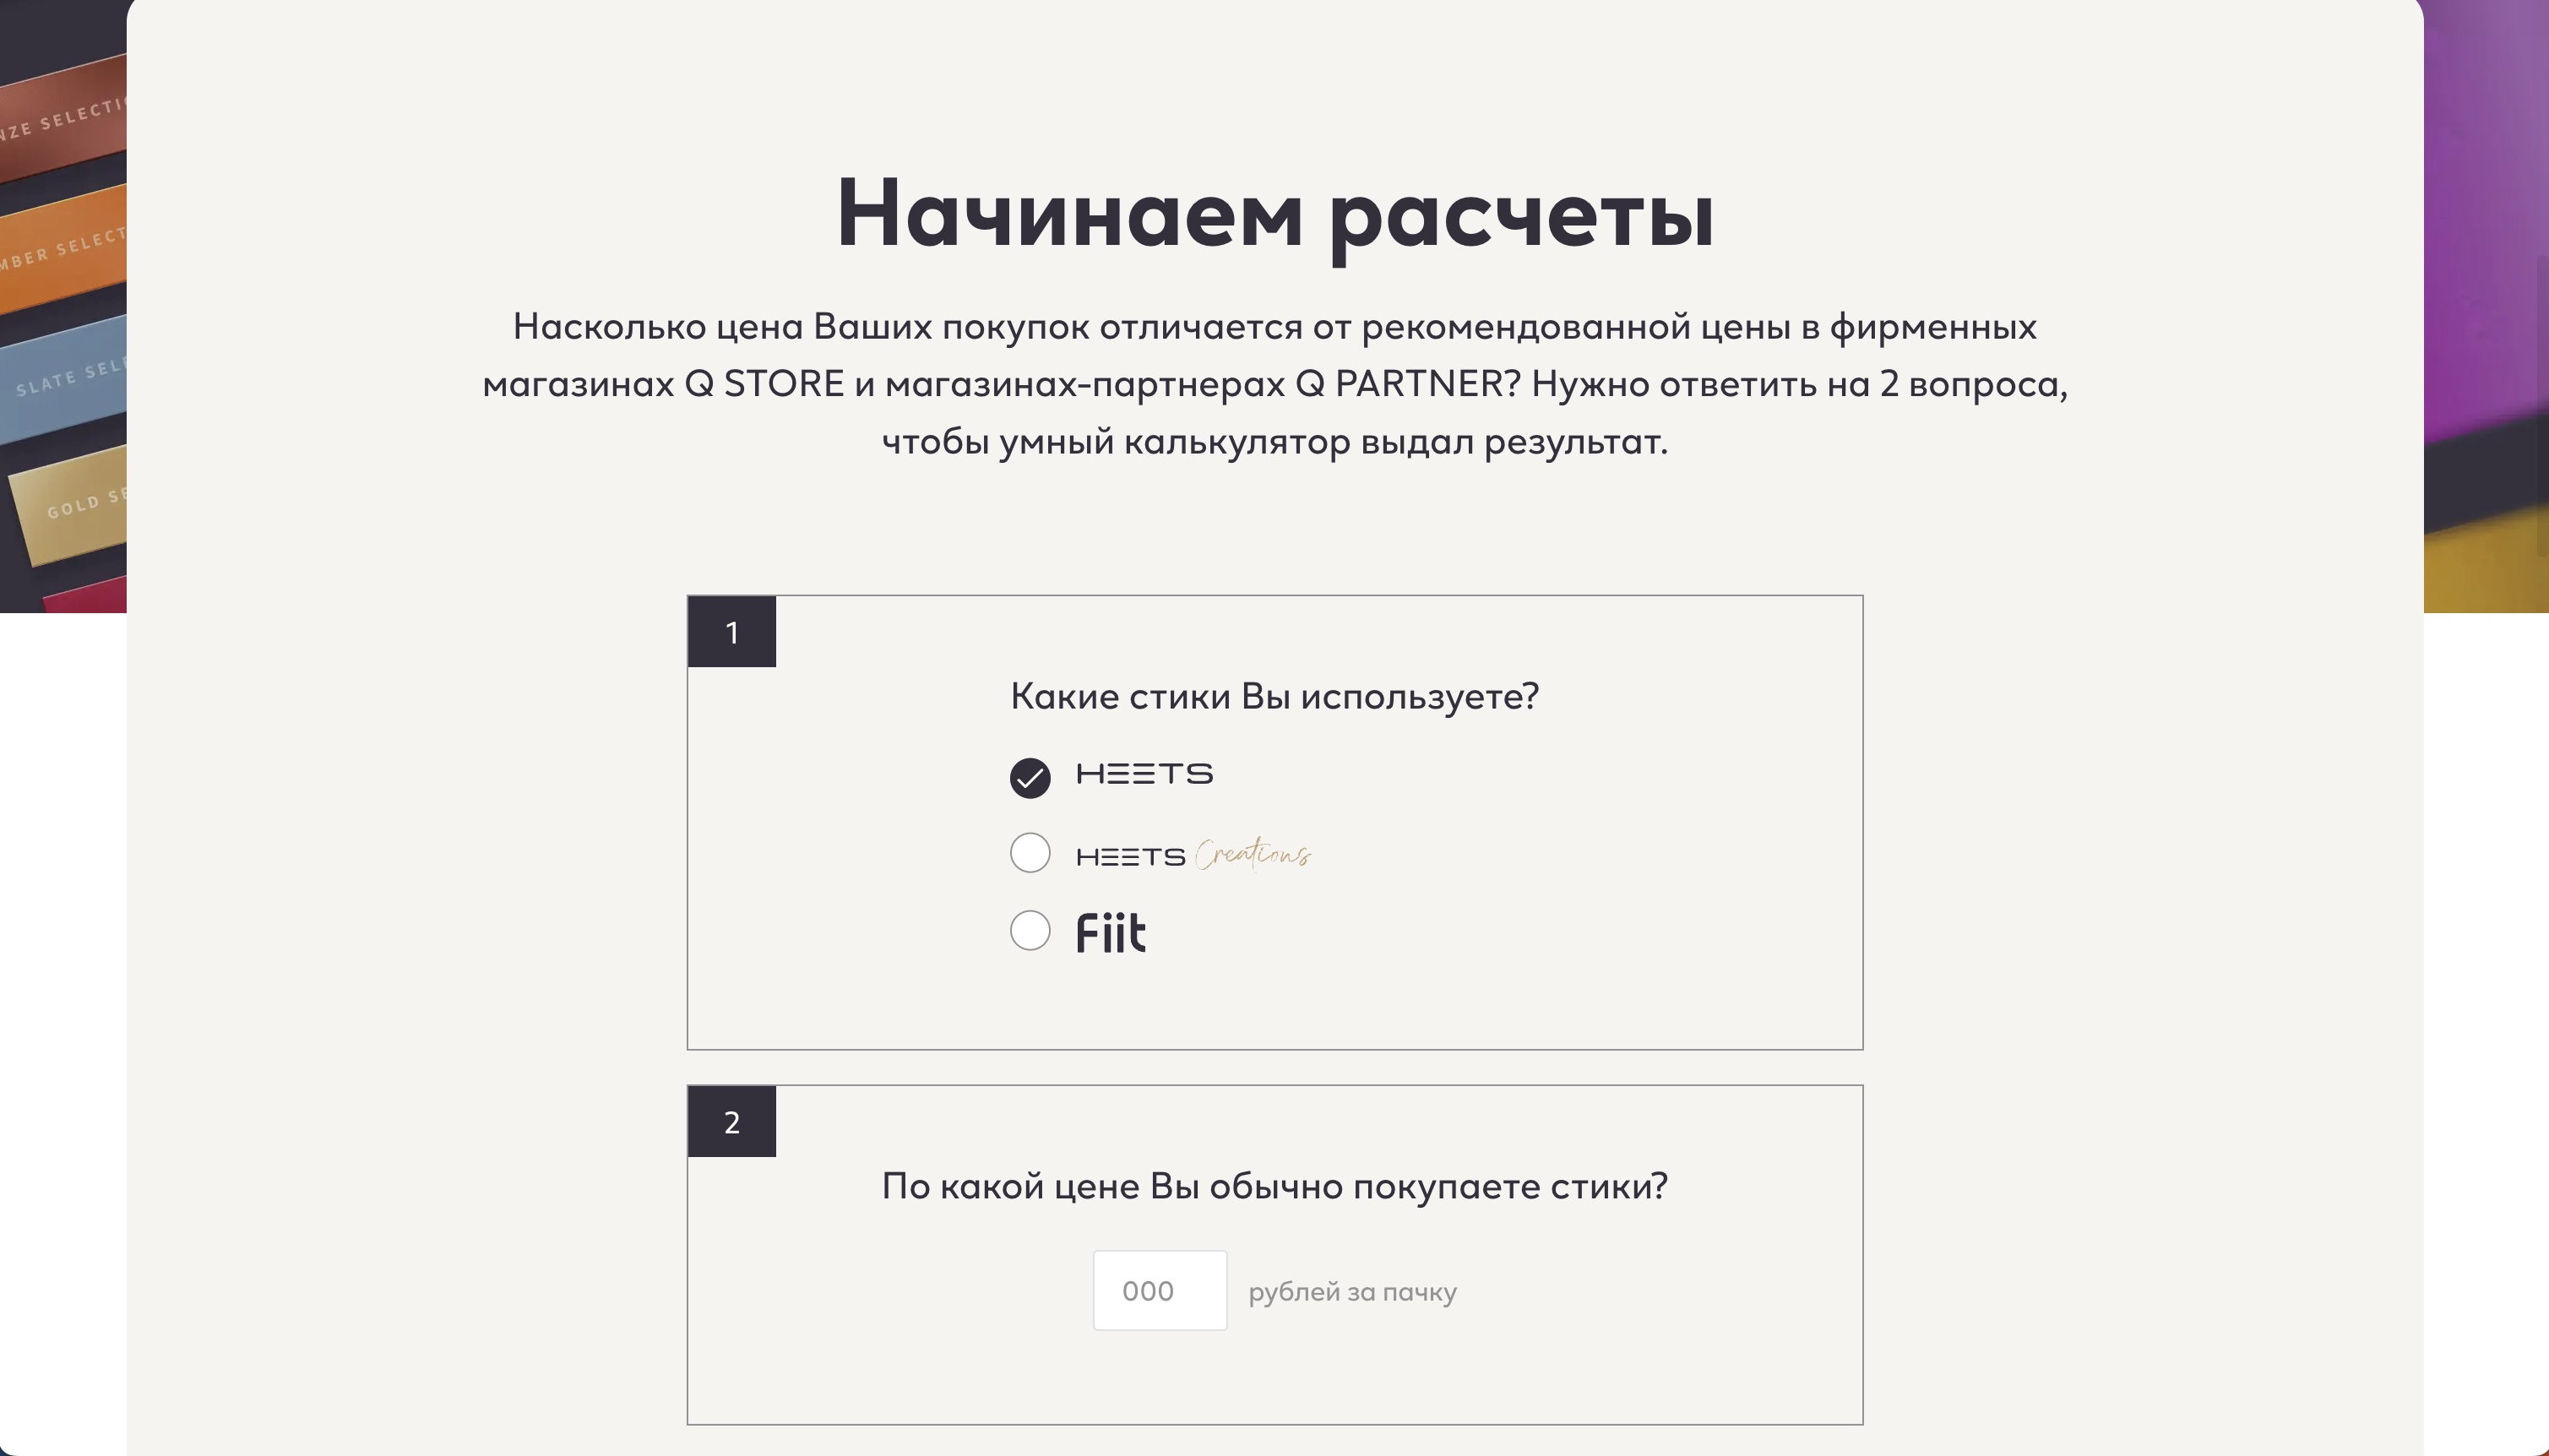 NZE SELECTI
MBER SELECT
SLATE SELE
GOLD SE
Начинаем расчеты
Насколько цена Ваших покупок отличается от рекомендованной цены в фирменных
магазинах Q STORE и магазинах-партнерах Q PARTNER? Нужно ответить на 2 вопроса,
чтобы умный калькулятор выдал результат.
1
Какие стики Вы используете?
HEETS
HEETS Creations
Fiit
2
По какой цене Вы обычно покупаете стики?
000 рублей за пачку